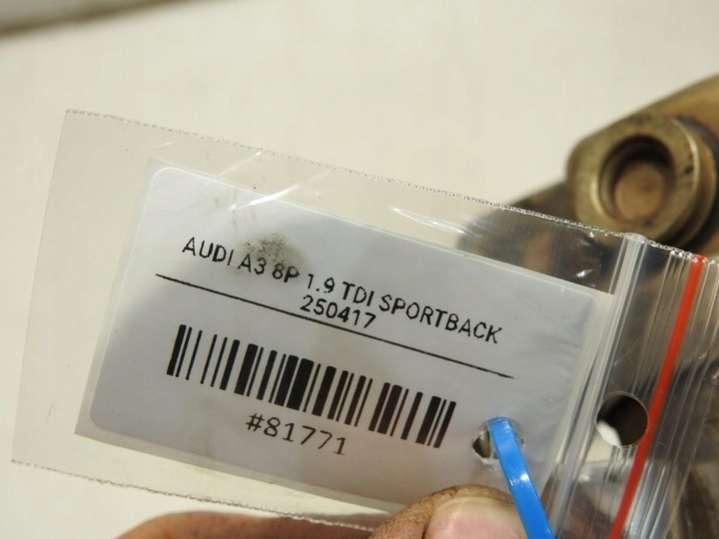 AUDI A3 8P 1.9 TDI SPORTBACK
250417
#81771